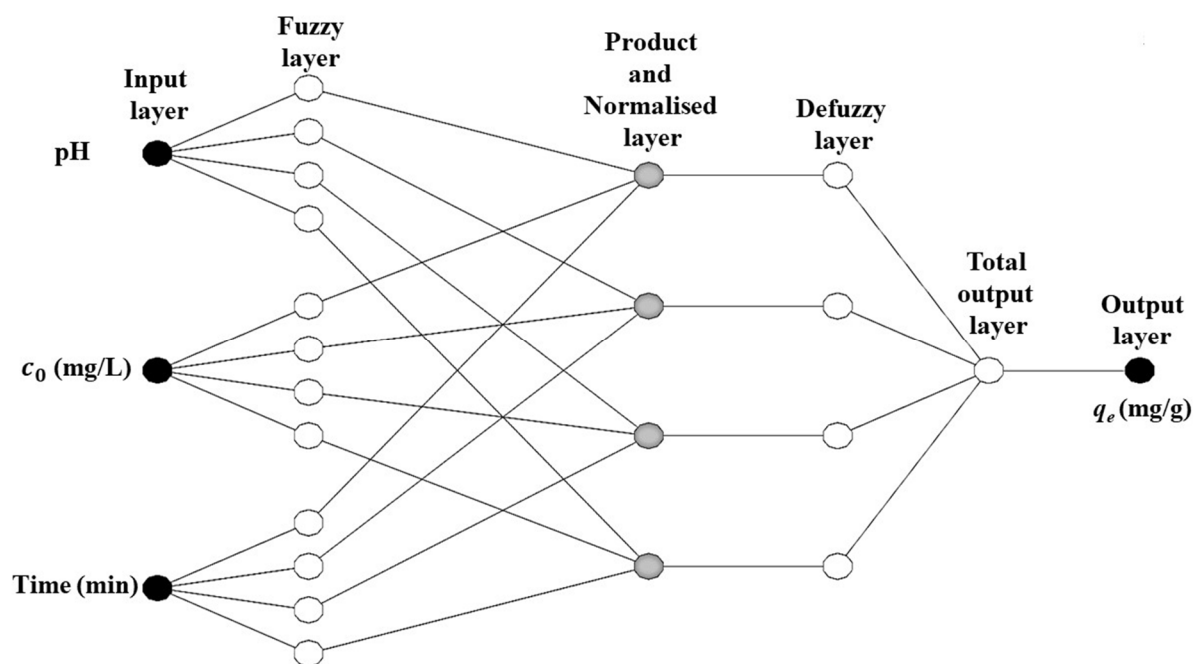 Input
layer
Fuzzy
layer
Product
and
Normalised
layer
Defuzzy
layer
Total
output
layer
Output
layer
pH
c₀ (mg/L)
Time (min)
qₑ (mg/g)